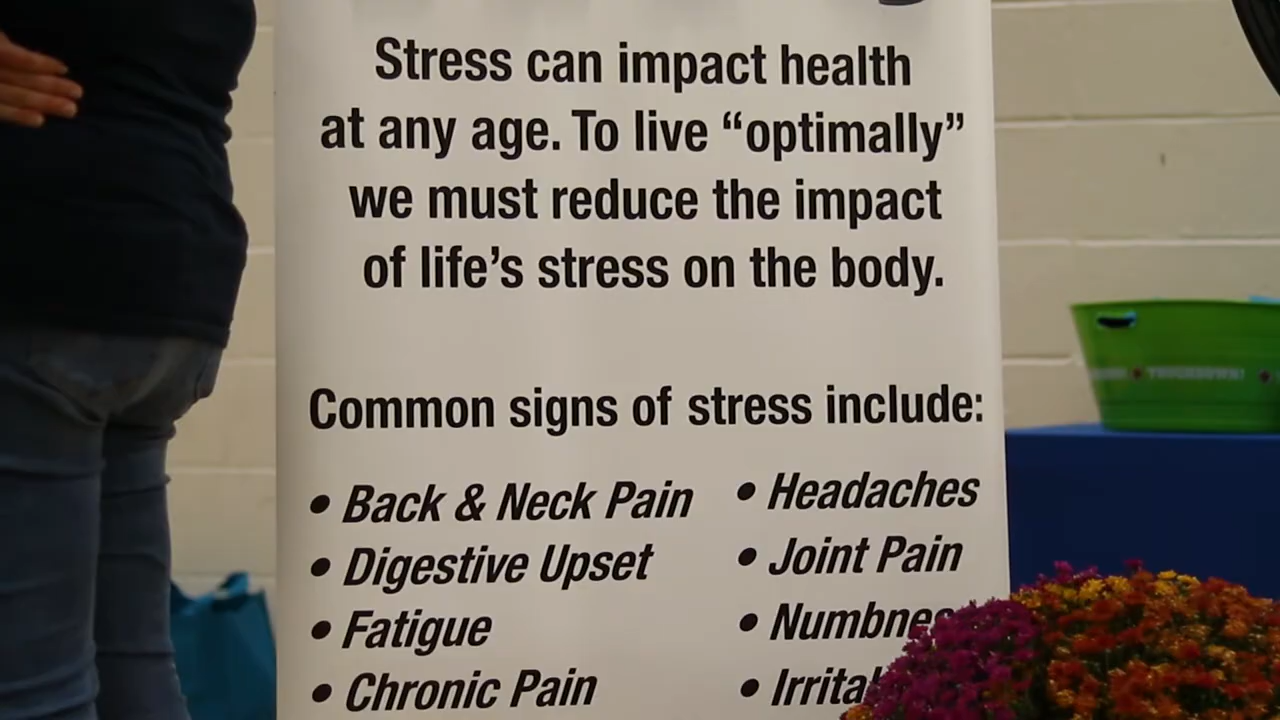 Stress can impact health
at any age. To live “optimally”
we must reduce the impact
of life’s stress on the body.
Common signs of stress include:
• Back & Neck Pain
• Digestive Upset
• Fatigue
• Chronic Pain
• Headaches
• Joint Pain